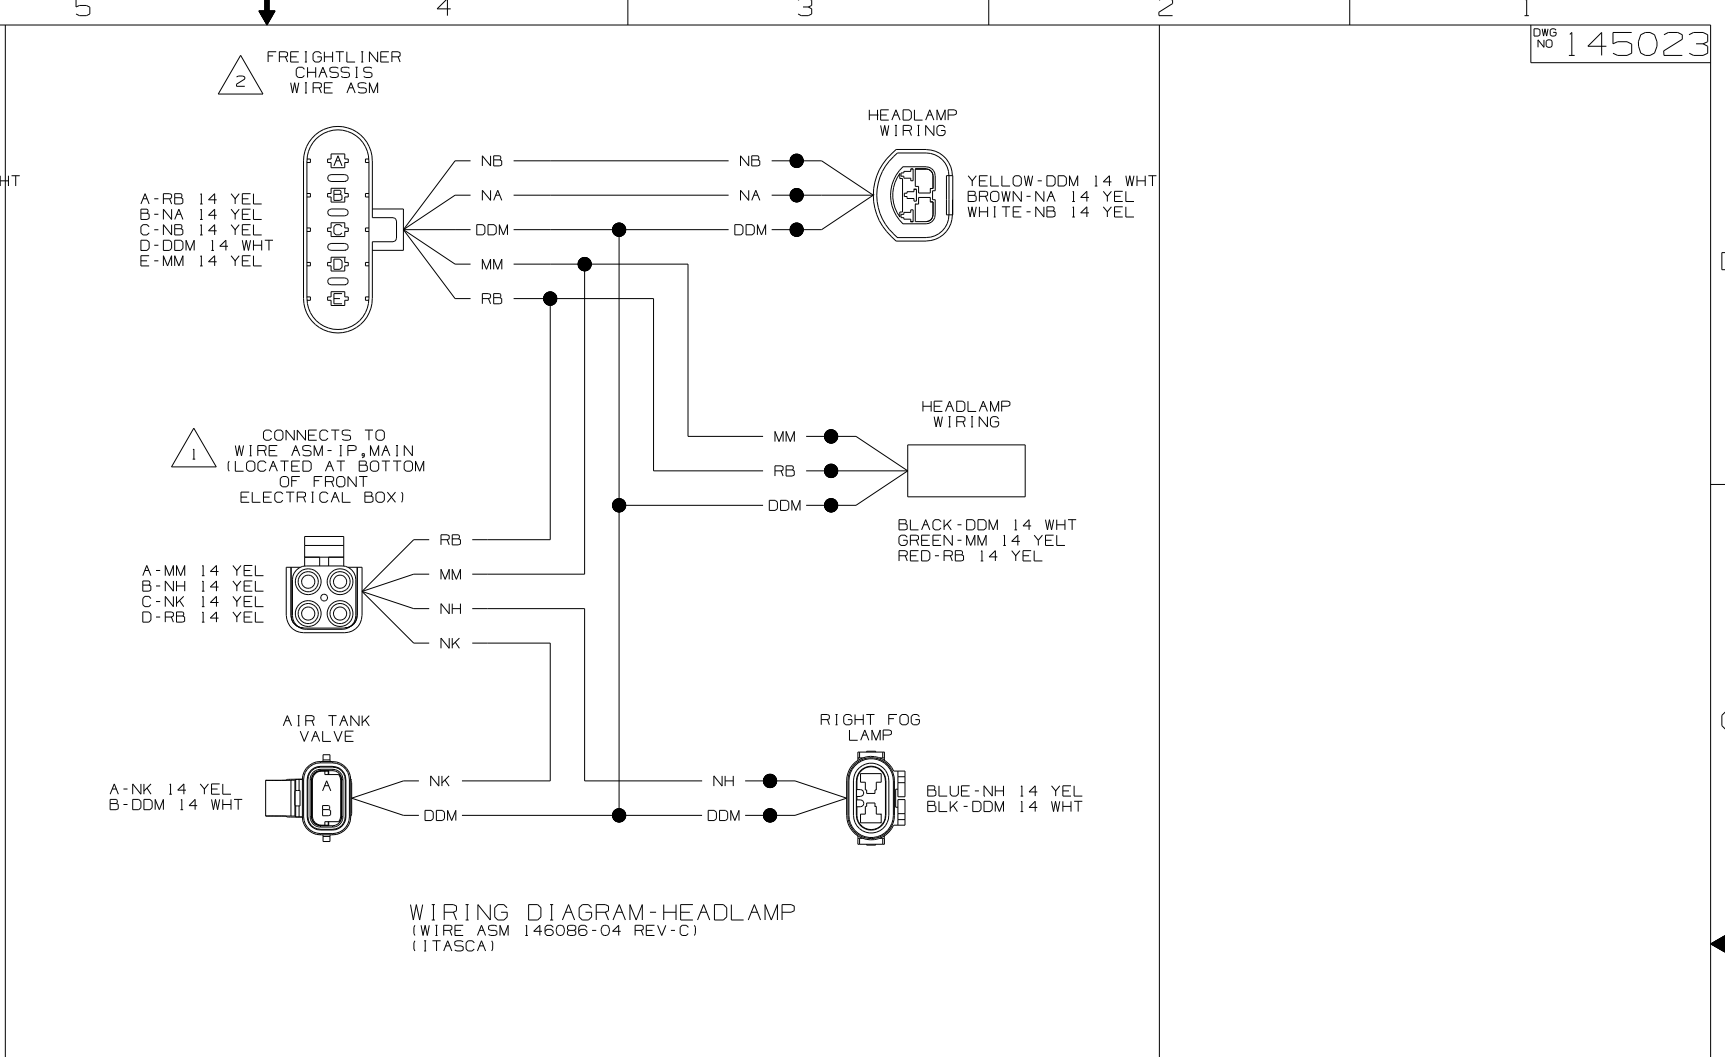 5 4 3 2 1
DWG
NO 145023
2
FREIGHTLINER
CHASSIS
WIRE ASM
HT
A-RB 14 YEL
B-NA 14 YEL
C-NB 14 YEL
D-DDM 14 WHT
E-MM 14 YEL
A
B
C
D
E
NB NB
NA NA
DDM DDM
MM
RB
HEADLAMP
WIRING
YELLOW-DDM 14 WHT
BROWN-NA 14 YEL
WHITE-NB 14 YEL
1
CONNECTS TO
WIRE ASM-IP,MAIN
(LOCATED AT BOTTOM
OF FRONT
ELECTRICAL BOX)
A-MM 14 YEL
B-NH 14 YEL
C-NK 14 YEL
D-RB 14 YEL
RB
MM
NH
NK
HEADLAMP
WIRING
MM
RB
DDM
BLACK-DDM 14 WHT
GREEN-MM 14 YEL
RED-RB 14 YEL
AIR TANK
VALVE
A-NK 14 YEL
B-DDM 14 WHT
A
B
NK
DDM
RIGHT FOG
LAMP
NH
DDM
BLUE-NH 14 YEL
BLK-DDM 14 WHT
WIRING DIAGRAM-HEADLAMP
(WIRE ASM 146086-04 REV-C)
(ITASCA)